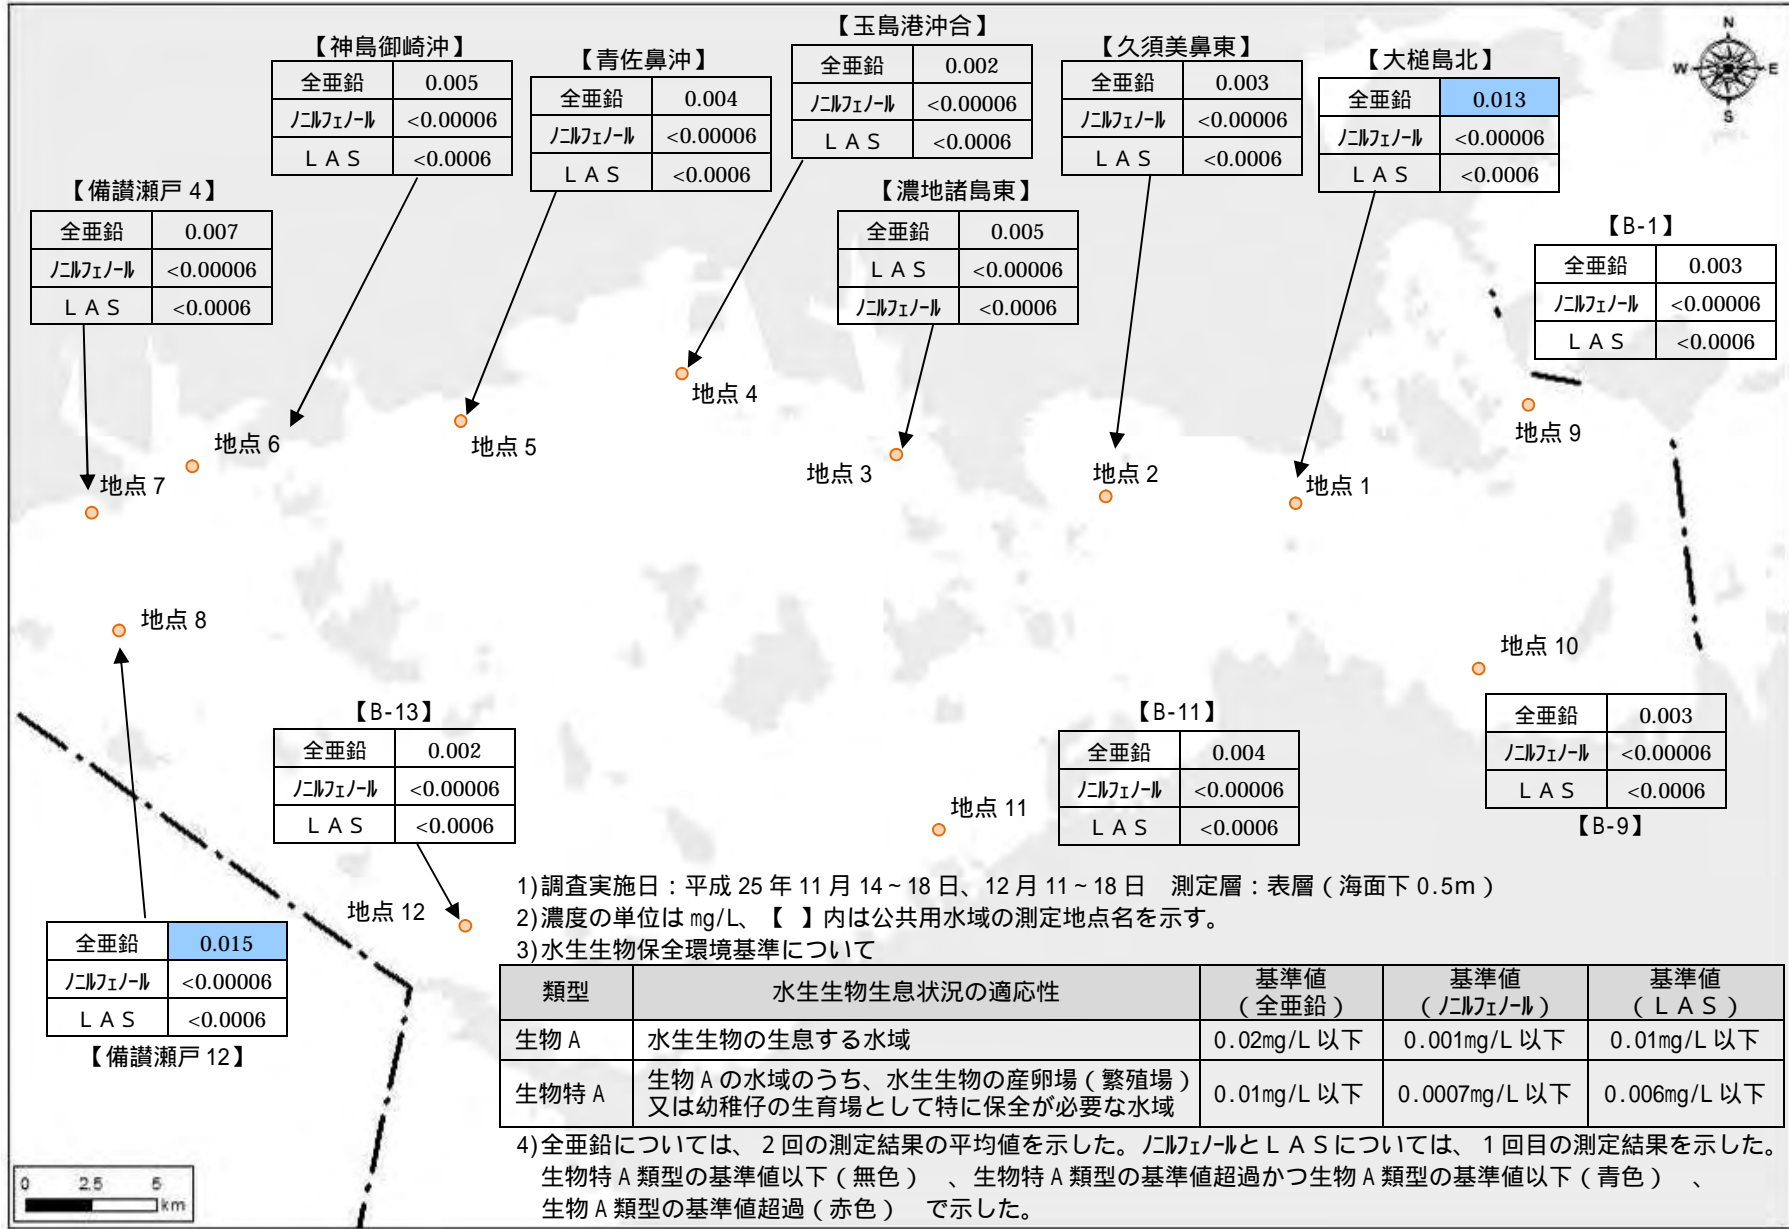 【神島御崎沖】
全亜鉛 0.005
ﾉﾆﾙﾌｪﾉｰﾙ <0.00006
ＬＡＳ <0.0006
【青佐鼻沖】
全亜鉛 0.004
ﾉﾆﾙﾌｪﾉｰﾙ <0.00006
ＬＡＳ <0.0006
【玉島港沖合】
全亜鉛 0.002
ﾉﾆﾙﾌｪﾉｰﾙ <0.00006
ＬＡＳ <0.0006
【久須美鼻東】
全亜鉛 0.003
ﾉﾆﾙﾌｪﾉｰﾙ <0.00006
ＬＡＳ <0.0006
【大槌島北】
全亜鉛 0.013
ﾉﾆﾙﾌｪﾉｰﾙ <0.00006
ＬＡＳ <0.0006
N
W
E
S
【備讃瀬戸 4】
全亜鉛 0.007
ﾉﾆﾙﾌｪﾉｰﾙ <0.00006
ＬＡＳ <0.0006
【濃地諸島東】
全亜鉛 0.005
ＬＡＳ <0.00006
ﾉﾆﾙﾌｪﾉｰﾙ <0.0006
【B-1】
全亜鉛 0.003
ﾉﾆﾙﾌｪﾉｰﾙ <0.00006
ＬＡＳ <0.0006
地点 4
地点 9
地点 6
地点 5
地点 3
地点 2
地点 1
地点 7
地点 8
地点 10
【B-13】
全亜鉛 0.002
ﾉﾆﾙﾌｪﾉｰﾙ <0.00006
ＬＡＳ <0.0006
【B-11】
全亜鉛 0.004
ﾉﾆﾙﾌｪﾉｰﾙ <0.00006
ＬＡＳ <0.0006
全亜鉛 0.003
ﾉﾆﾙﾌｪﾉｰﾙ <0.00006
ＬＡＳ <0.0006
【B-9】
地点 11
地点 12
全亜鉛 0.015
ﾉﾆﾙﾌｪﾉｰﾙ <0.00006
ＬＡＳ <0.0006
【備讃瀬戸 12】
1)調査実施日：平成 25 年 11 月 14～18 日、12 月 11～18 日　測定層：表層（海面下 0.5m）
2)濃度の単位は mg/L、【　】内は公共用水域の測定地点名を示す。
3)水生生物保全環境基準について
類型 水生生物生息状況の適応性 基準値（全亜鉛） 基準値（ﾉﾆﾙﾌｪﾉｰﾙ） 基準値（ＬＡＳ）
生物 A 水生生物の生息する水域 0.02mg/L 以下 0.001mg/L 以下 0.01mg/L 以下
生物特 A 生物 A の水域のうち、水生生物の産卵場（繁殖場）又は幼稚仔の生育場として特に保全が必要な水域 0.01mg/L 以下 0.0007mg/L 以下 0.006mg/L 以下
4)全亜鉛については、２回の測定結果の平均値を示した。ﾉﾆﾙﾌｪﾉｰﾙとＬＡＳについては、１回目の測定結果を示した。
生物特 A 類型の基準値以下（無色）　、生物特 A 類型の基準値超過かつ生物 A 類型の基準値以下（青色）　、
生物 A 類型の基準値超過（赤色）　で示した。
0 2.5 5
km